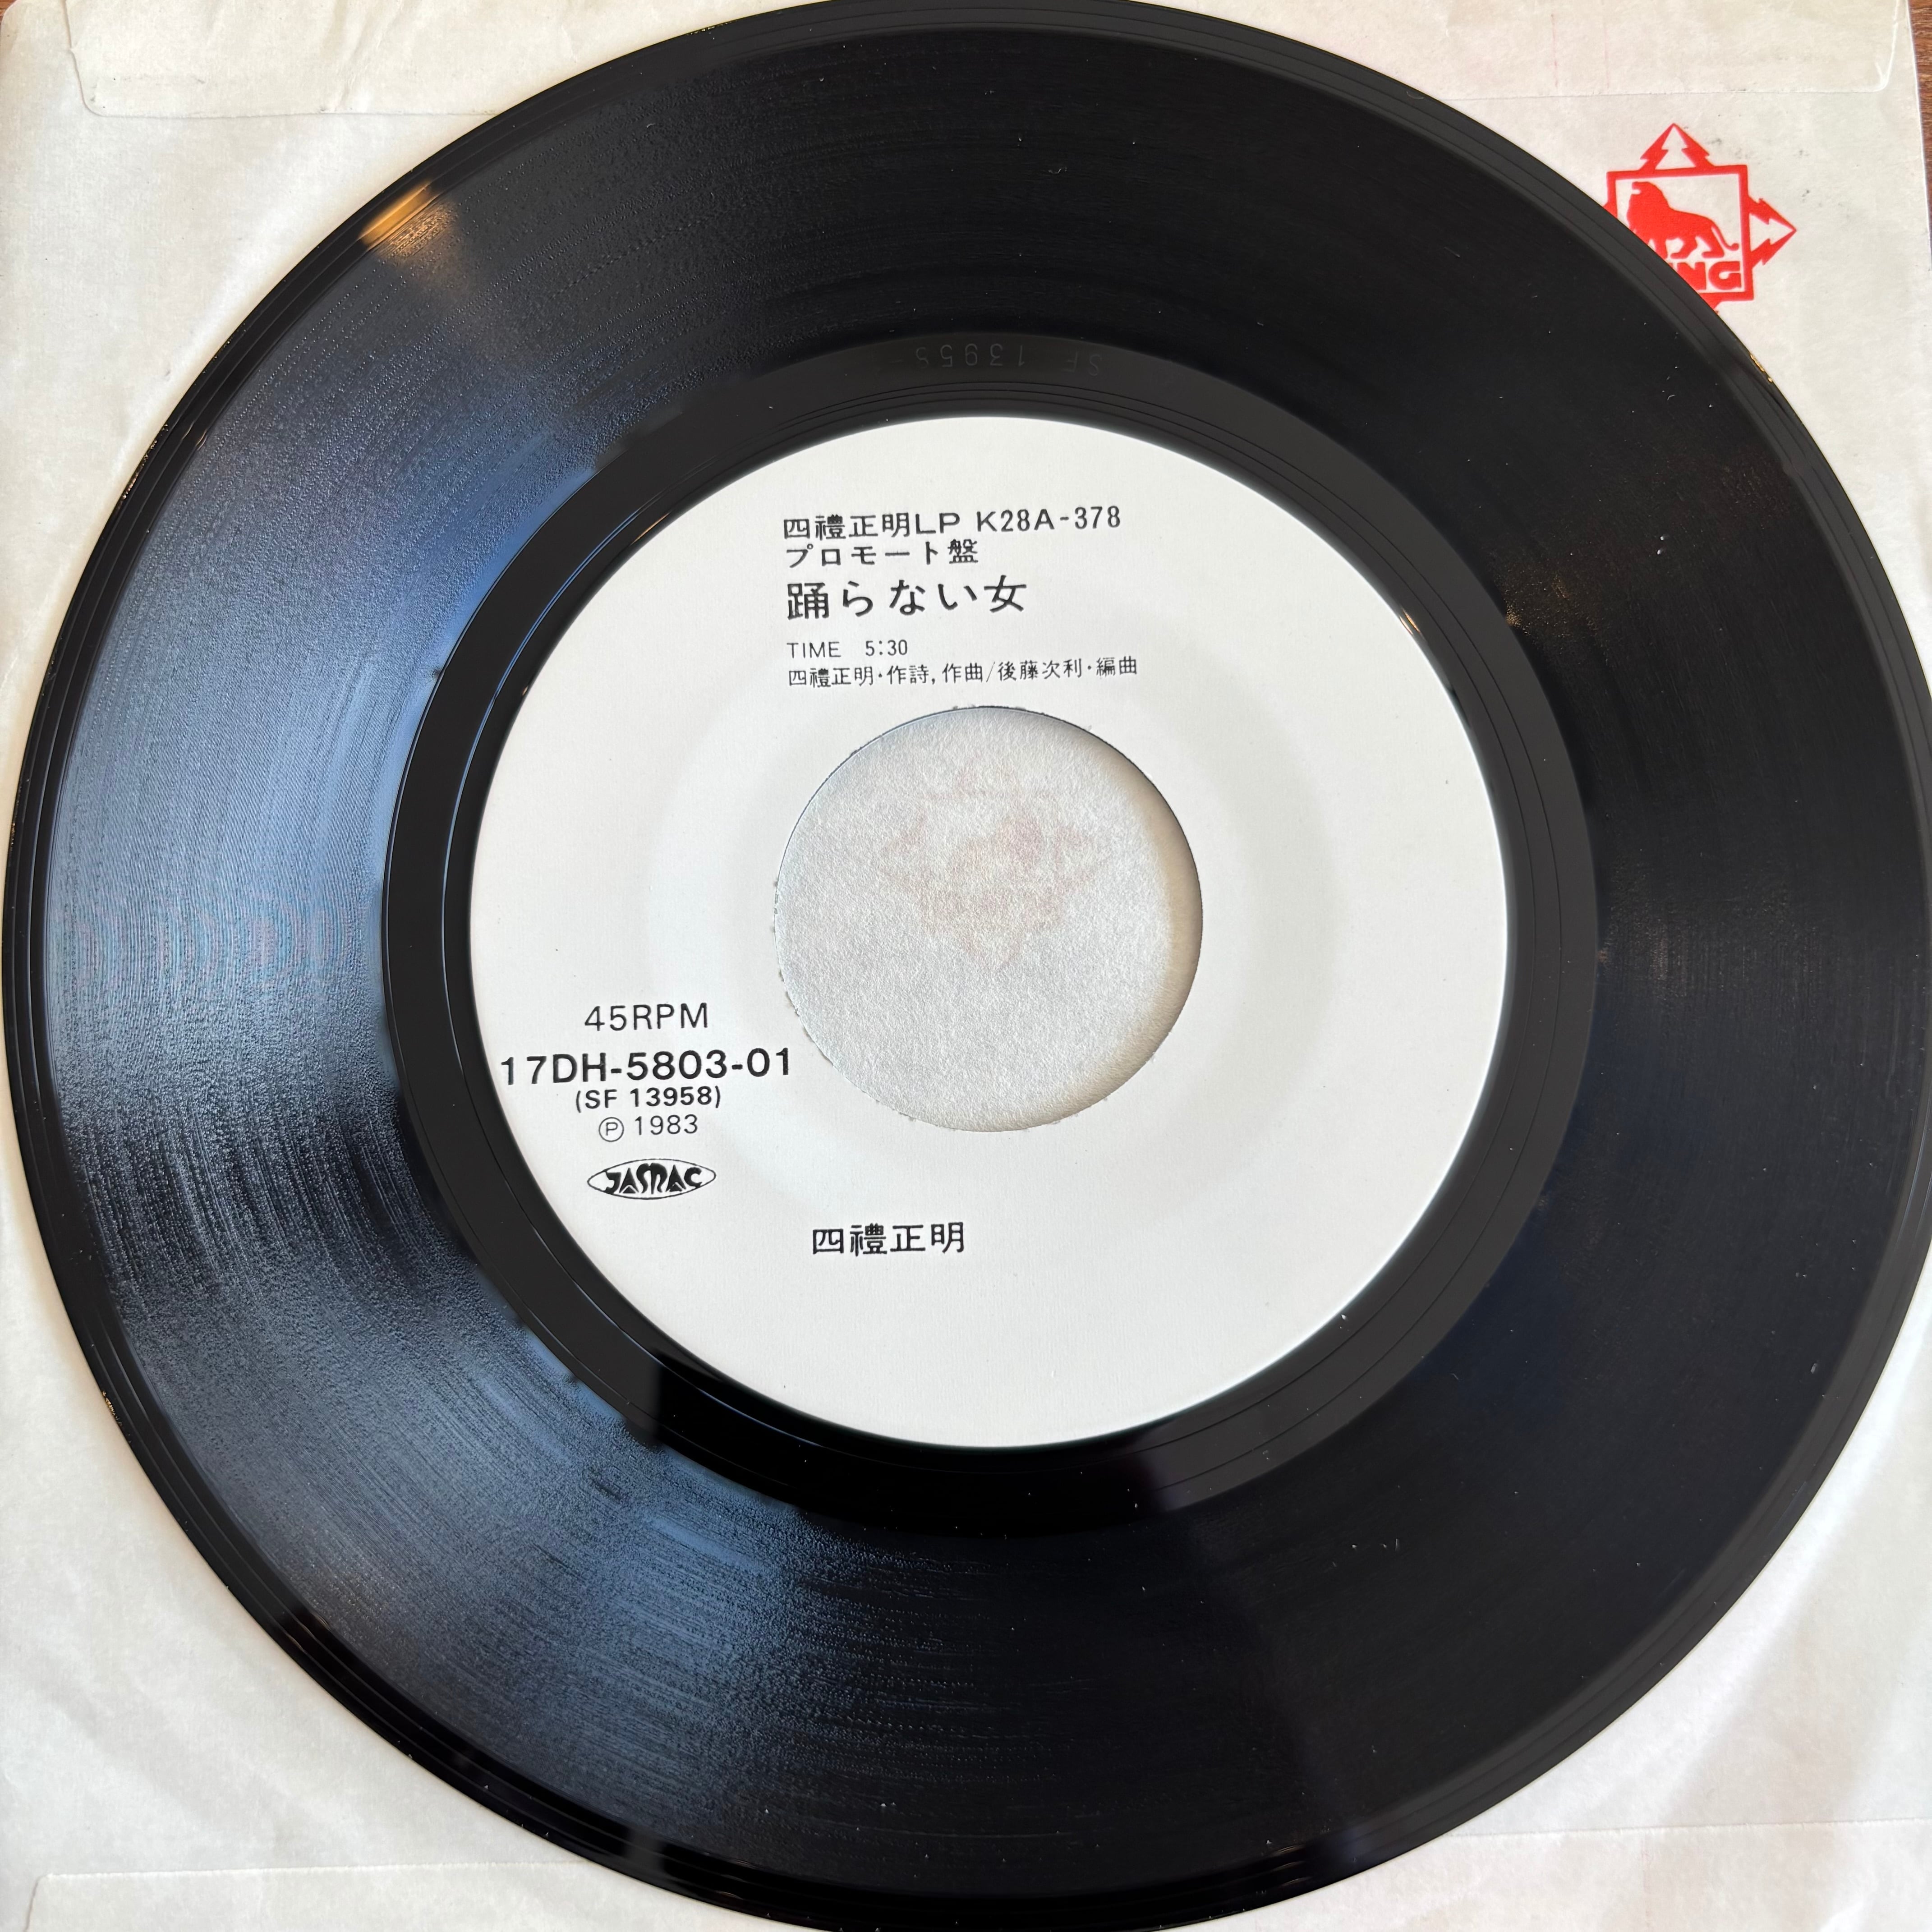 四禮正明LP K28A-378
プロモート盤
踊らない女
TIME 5:30
四禮正明・作詩,作曲/後藤次利・編曲
45RPM
17DH-5803-01
(SF 13958)
Ⓟ 1983
JASRAC
四禮正明